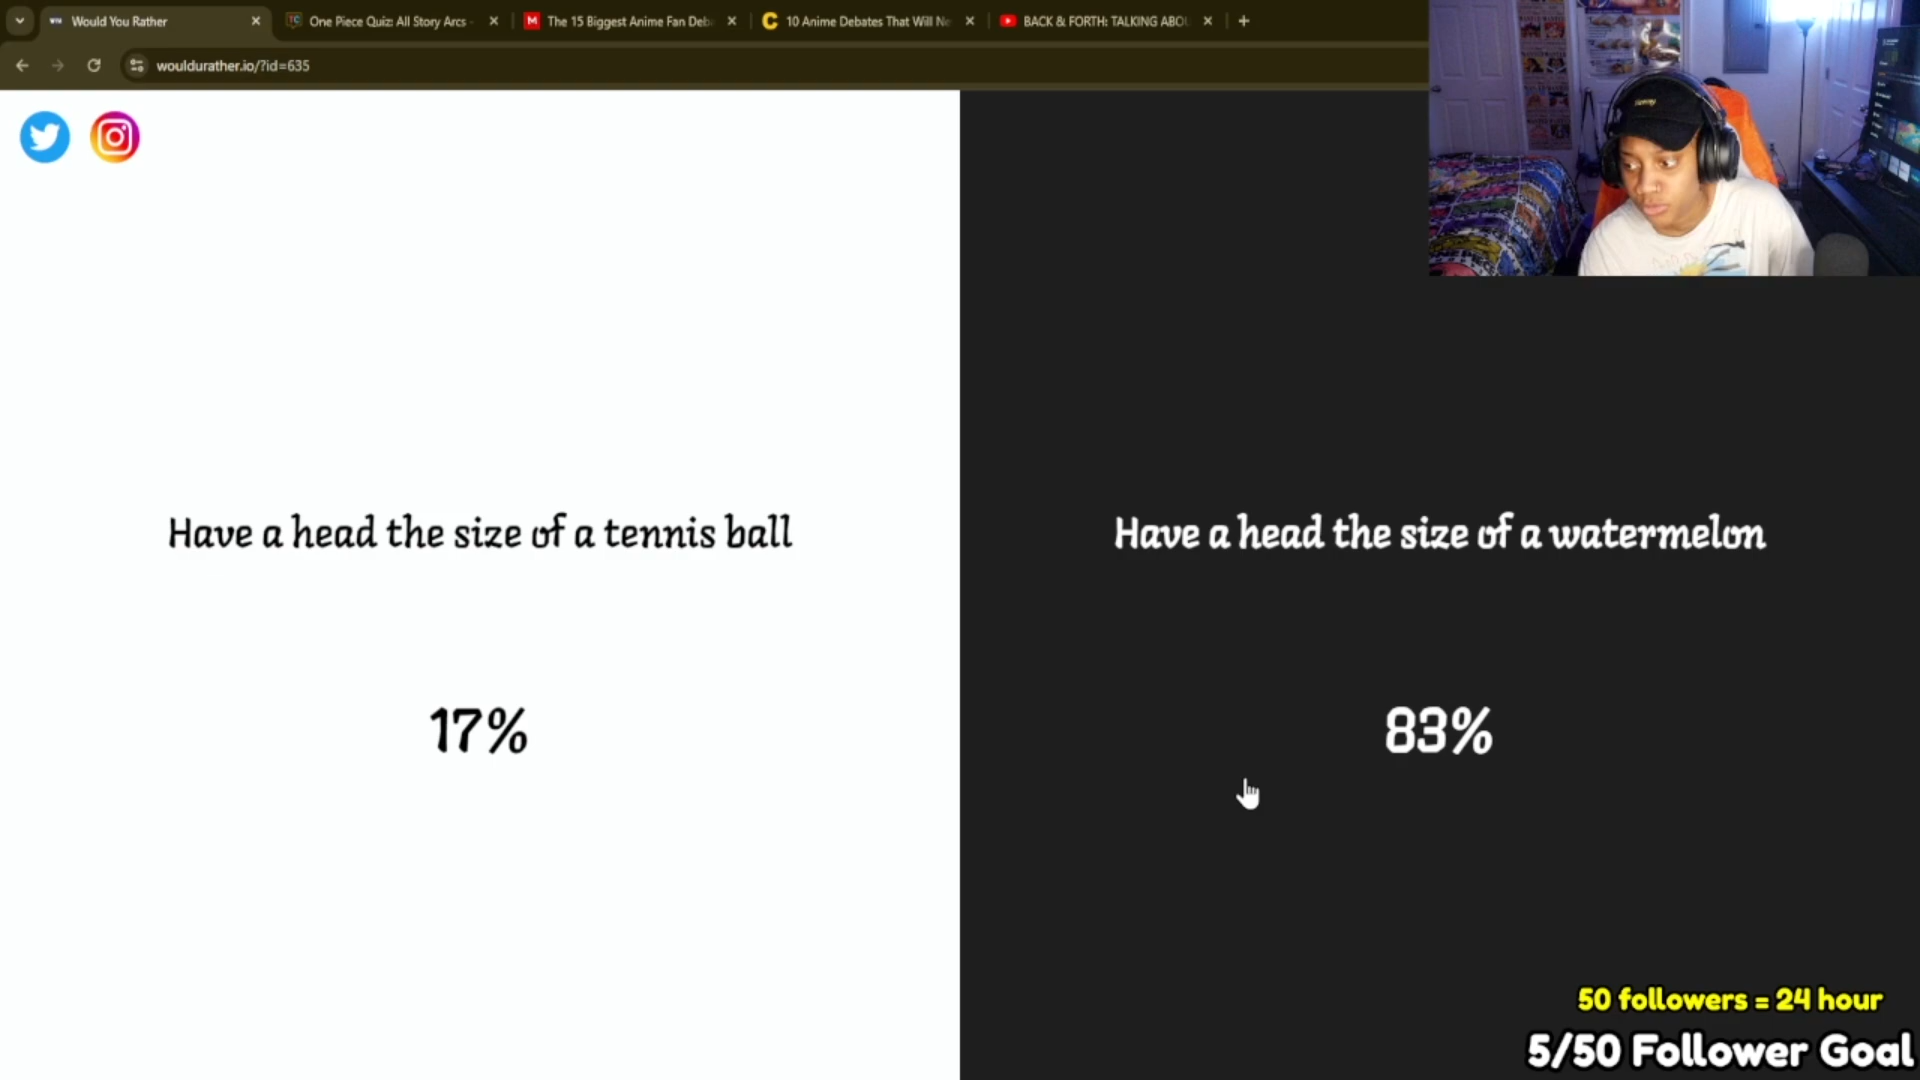 Would You Rather
One Piece Quiz: All Story Arcs -
The 15 Biggest Anime Fan Deb
10 Anime Debates That Will Ne
BACK & FORTH: TALKING ABO
wouldurather.io/?id=635
Have a head the size of a tennis ball
17%
Have a head the size of a watermelon
83%
50 followers = 24 hour
5/50 Follower Goal